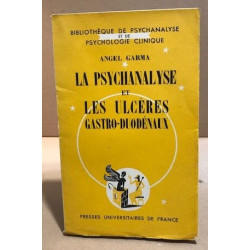 BIBLIOTHÈQUE DE PSYCHANALYSE
ET DE
PSYCHOLOGIE CLINIQUE
ANGEL GARMA
LA PSYCHANALYSE
ET
LES ULCÈRES
GASTRO-DUODÉNAUX
PRESSES UNIVERSITAIRES DE FRANCE